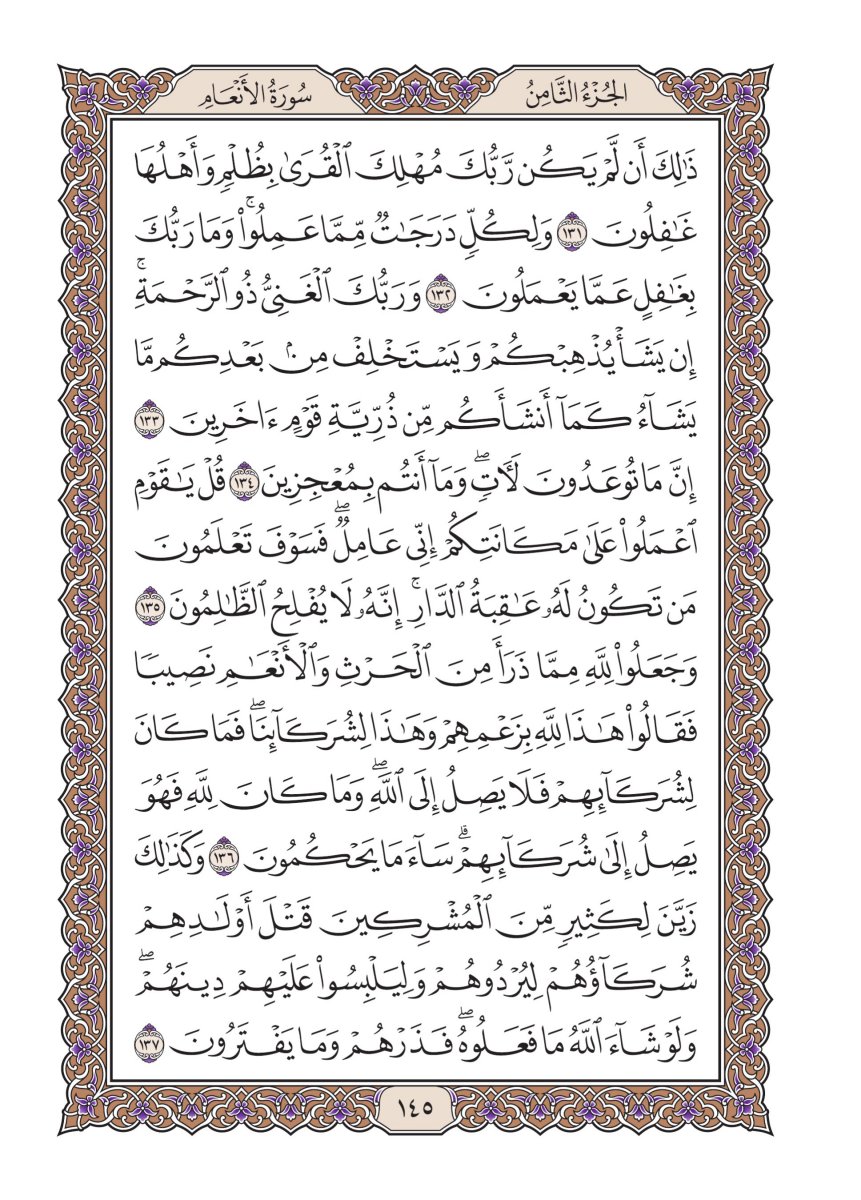 الجُزْءُ الثَّامِنُ
سُورَةُ الأَنْعَامِ
ذَٰلِكَ أَن لَّمْ يَكُن رَّبُّكَ مُهْلِكَ ٱلْقُرَىٰ بِظُلْمٍ وَأَهْلُهَا
غَٰفِلُونَ ١٣١ وَلِكُلٍّ دَرَجَٰتٌ مِّمَّا عَمِلُوا۟ۚ وَمَا رَبُّكَ
بِغَٰفِلٍ عَمَّا يَعْمَلُونَ ١٣٢ وَرَبُّكَ ٱلْغَنِىُّ ذُو ٱلرَّحْمَةِۚ
إِن يَشَأْ يُذْهِبْكُمْ وَيَسْتَخْلِفْ مِنۢ بَعْدِكُم مَّا
يَشَآءُ كَمَآ أَنشَأَكُم مِّن ذُرِّيَّةِ قَوْمٍ ءَاخَرِينَ ١٣٣
إِنَّ مَا تُوعَدُونَ لَءَاتٍۖ وَمَآ أَنتُم بِمُعْجِزِينَ ١٣٤ قُلْ يَٰقَوْمِ
ٱعْمَلُوا۟ عَلَىٰ مَكَانَتِكُمْ إِنِّى عَامِلٌۖ فَسَوْفَ تَعْلَمُونَ
مَن تَكُونُ لَهُۥ عَٰقِبَةُ ٱلدَّارِۚ إِنَّهُۥ لَا يُفْلِحُ ٱلظَّٰلِمُونَ ١٣٥
وَجَعَلُوا۟ لِلَّهِ مِمَّا ذَرَأَ مِنَ ٱلْحَرْثِ وَٱلْأَنْعَٰمِ نَصِيبًا
فَقَالُوا۟ هَٰذَا لِلَّهِ بِزَعْمِهِمْ وَهَٰذَا لِشُرَكَآئِنَاۖ فَمَا كَانَ
لِشُرَكَآئِهِمْ فَلَا يَصِلُ إِلَى ٱللَّهِۖ وَمَا كَانَ لِلَّهِ فَهُوَ
يَصِلُ إِلَىٰ شُرَكَآئِهِمْۗ سَآءَ مَا يَحْكُمُونَ ١٣٦ وَكَذَٰلِكَ
زَيَّنَ لِكَثِيرٍ مِّنَ ٱلْمُشْرِكِينَ قَتْلَ أَوْلَٰدِهِمْ
شُرَكَآؤُهُمْ لِيُرْدُوهُمْ وَلِيَلْبِسُوا۟ عَلَيْهِمْ دِينَهُمْۖ
وَلَوْ شَآءَ ٱللَّهُ مَا فَعَلُوهُۖ فَذَرْهُمْ وَمَا يَفْتَرُونَ ١٣٧
١٤٥